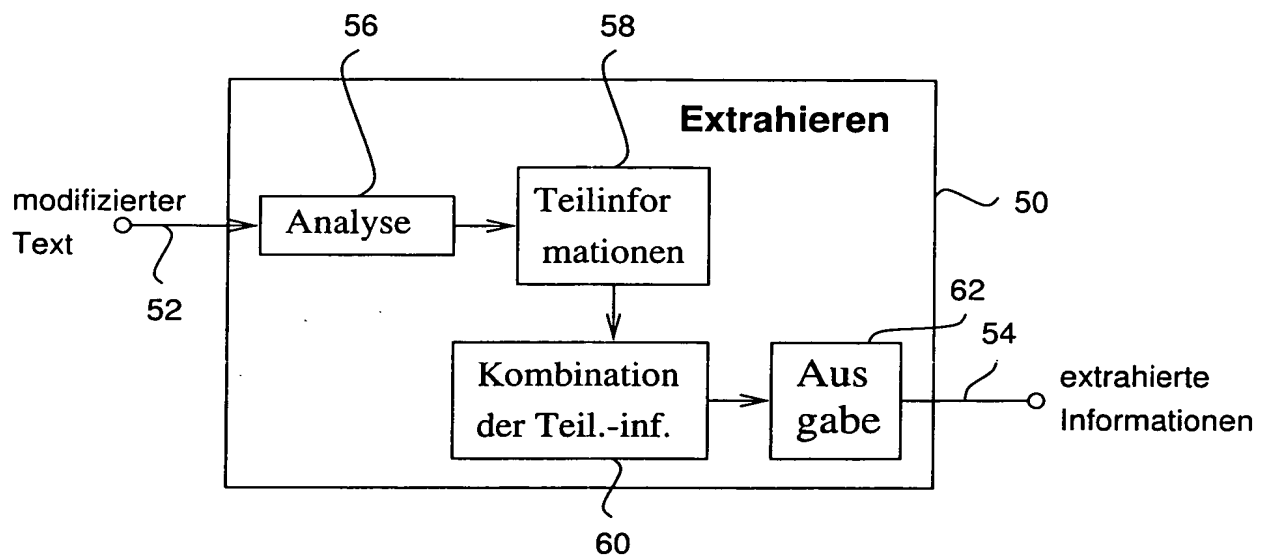 56
58
Extrahieren
modifizierter
Text
52
Analyse
Teilinfor
mationen
50
62
54
Kombination
der Teil.-inf.
Aus
gabe
extrahierte
Informationen
60